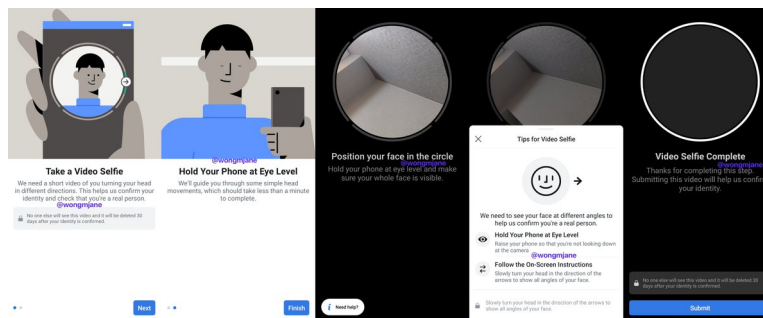 Take a Video Selfie
We need a short video of you turning your head
in different directions. This helps us confirm your
identity and check that you're a real person.
@wongmjane
No one else will see this video and it will be deleted 30
days after your identity is confirmed.
Next
@wongmjane
Hold Your Phone at Eye Level
We'll guide you through some simple head
movements, which should take less than a minute
to complete.
Finish
Position your face in the circle
@wongmjane
Hold your phone at eye level and make
sure your whole face is visible.
i Need help?
Tips for Video Selfie
We need to see your face at different angles to
help us confirm you're a real person.
Hold Your Phone at Eye Level
Raise your phone so that you're not looking down
at the camera
@wongmjane
Follow the On-Screen Instructions
Slowly turn your head in the direction of the
arrows to show all angles of your face.
Slowly turn your head in the direction of the arrows to
show all angles of your face.
Video Selfie Complete
@wongmjane
Thanks for completing this step.
Submitting this video will help us confir
your identity.
No one else will see this video and it will be deleted 30
days after your identity is confirmed.
Submit